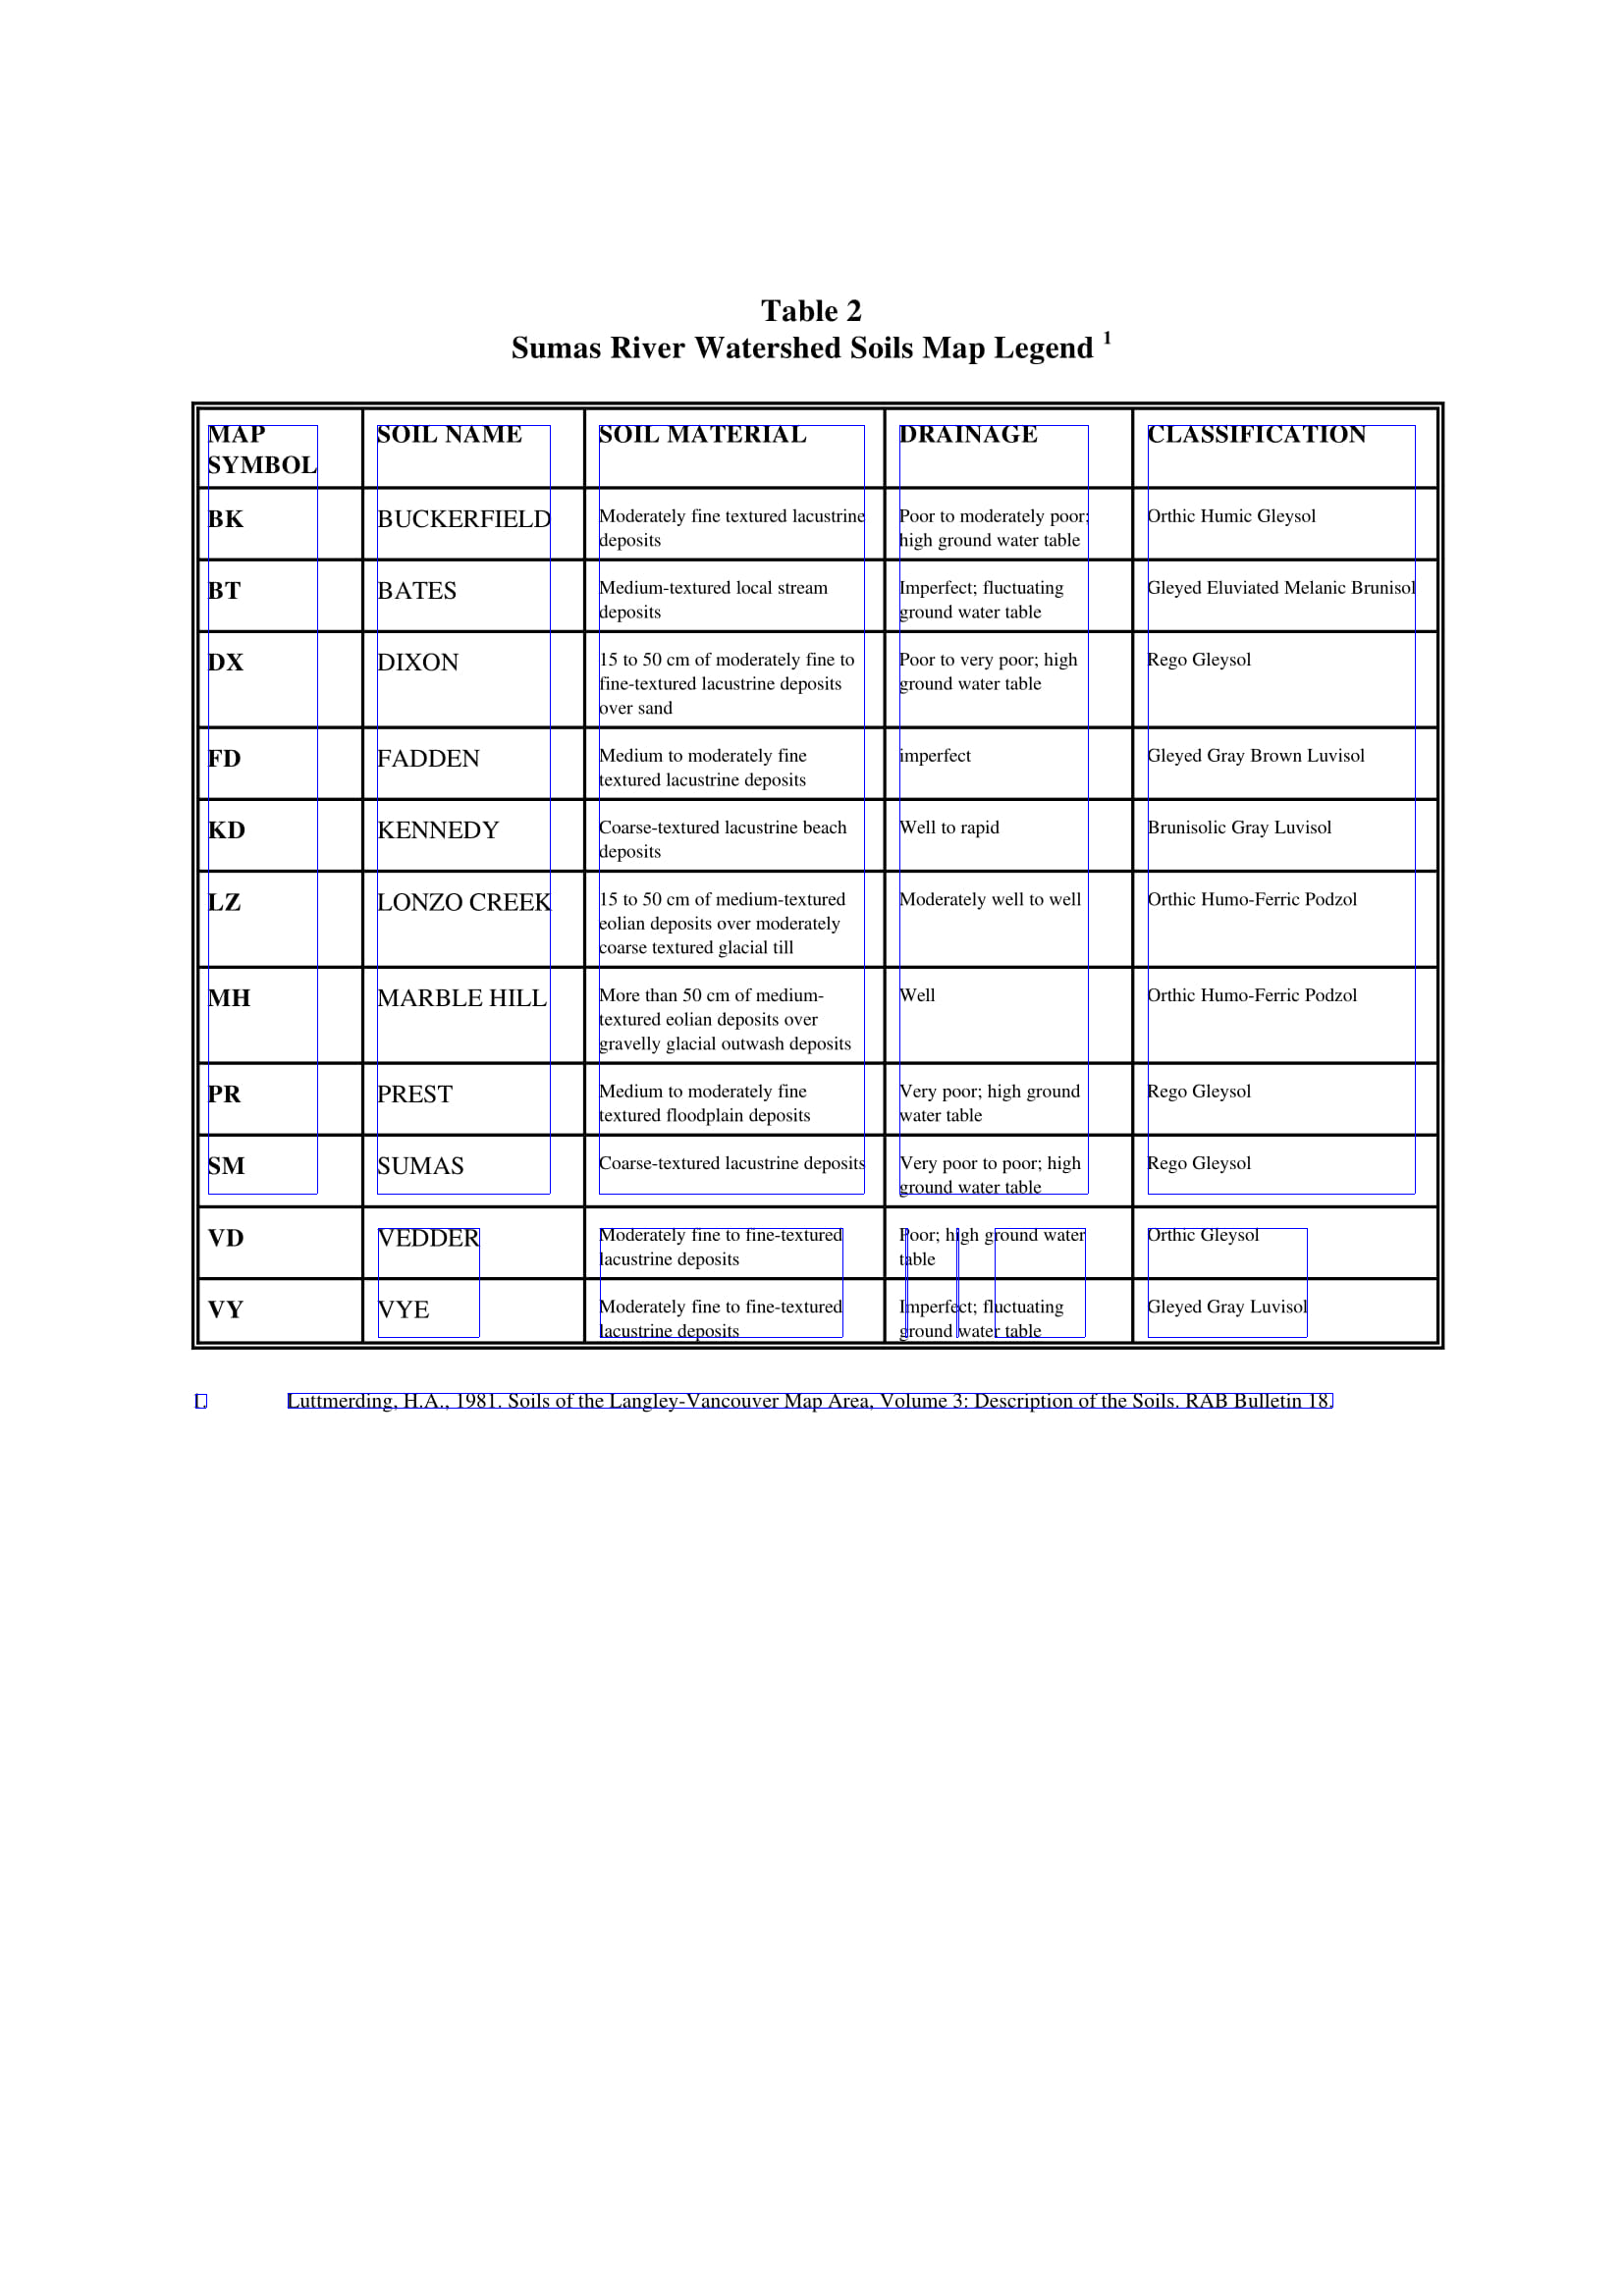 Table 2
Sumas River Watershed Soils Map Legend 1
MAP SYMBOL SOIL NAME SOIL MATERIAL DRAINAGE CLASSIFICATION
BK BUCKERFIELD Moderately fine textured lacustrine deposits Poor to moderately poor; high ground water table Orthic Humic Gleysol
BT BATES Medium-textured local stream deposits Imperfect; fluctuating ground water table Gleyed Eluviated Melanic Brunisol
DX DIXON 15 to 50 cm of moderately fine to fine-textured lacustrine deposits over sand Poor to very poor; high ground water table Rego Gleysol
FD FADDEN Medium to moderately fine textured lacustrine deposits imperfect Gleyed Gray Brown Luvisol
KD KENNEDY Coarse-textured lacustrine beach deposits Well to rapid Brunisolic Gray Luvisol
LZ LONZO CREEK 15 to 50 cm of medium-textured eolian deposits over moderately coarse textured glacial till Moderately well to well Orthic Humo-Ferric Podzol
MH MARBLE HILL More than 50 cm of medium-textured eolian deposits over gravelly glacial outwash deposits Well Orthic Humo-Ferric Podzol
PR PREST Medium to moderately fine textured floodplain deposits Very poor; high ground water table Rego Gleysol
SM SUMAS Coarse-textured lacustrine deposits Very poor to poor; high ground water table Rego Gleysol
VD VEDDER Moderately fine to fine-textured lacustrine deposits Poor; high ground water table Orthic Gleysol
VY VYE Moderately fine to fine-textured lacustrine deposits Imperfect; fluctuating ground water table Gleyed Gray Luvisol
1. Luttmerding, H.A., 1981. Soils of the Langley-Vancouver Map Area, Volume 3: Description of the Soils. RAB Bulletin 18.